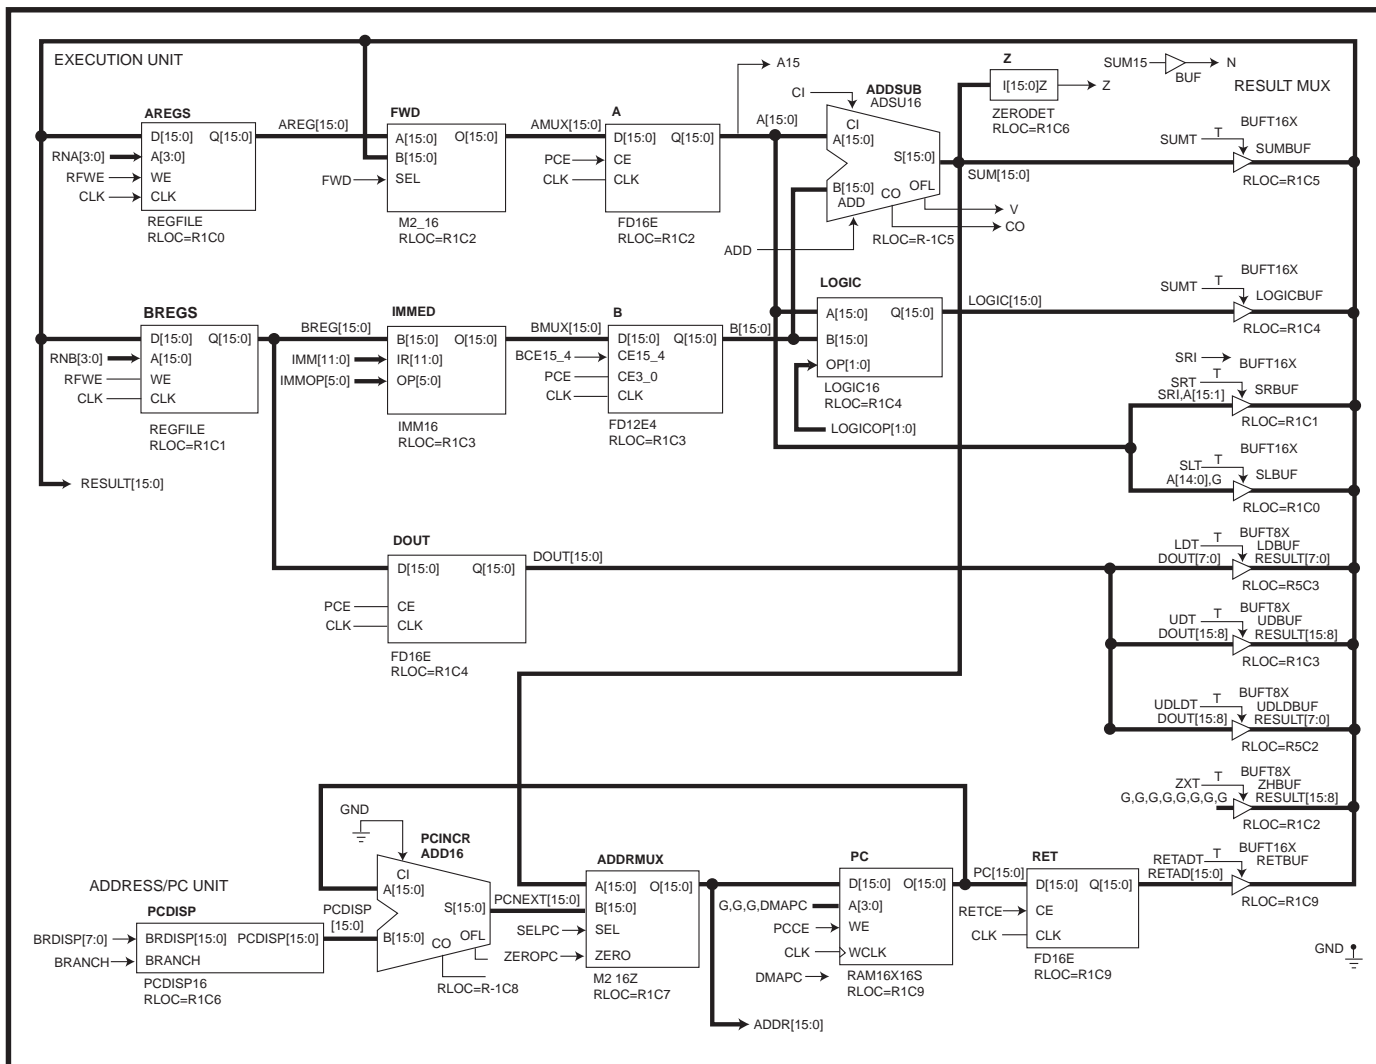 EXECUTION UNIT
RESULT MUX
AREGS
D[15:0] Q[15:0]
RNA[3:0] A[3:0]
RFWE WE
CLK CLK
REGFILE
RLOC=R1C0
AREG[15:0]
FWD
A[15:0] O[15:0]
B[15:0]
FWD SEL
M2_16
RLOC=R1C2
AMUX[15:0]
A
D[15:0] Q[15:0]
PCE CE
CLK CLK
FD16E
RLOC=R1C2
A15
A[15:0]
CI
ADDSUB
ADSU16
CI
A[15:0]
S[15:0]
B[15:0]
ADD
CO
OFL
ADD
RLOC=R-1C5
V
CO
SUM[15:0]
Z
I[15:0]Z
Z
ZERODET
RLOC=R1C6
SUM15 N
BUF
BUFT16X
SUMT T
SUMBUF
RLOC=R1C5
BREGS
D[15:0] Q[15:0]
RNB[3:0] A[15:0]
RFWE WE
CLK CLK
REGFILE
RLOC=R1C1
BREG[15:0]
IMMED
B[15:0] O[15:0]
IMM[11:0] IR[11:0]
IMMOP[5:0] OP[5:0]
IMM16
RLOC=R1C3
BMUX[15:0]
B
D[15:0] Q[15:0]
BCE15_4 CE15_4
PCE CE3_0
CLK CLK
FD12E4
RLOC=R1C3
B[15:0]
LOGIC
A[15:0] Q[15:0]
B[15:0]
OP[1:0]
LOGIC16
RLOC=R1C4
LOGICOP[1:0]
LOGIC[15:0]
BUFT16X
SUMT T
LOGICBUF
RLOC=R1C4
SRI
BUFT16X
SRT T
SRI,A[15:1] SRBUF
RLOC=R1C1
BUFT16X
SLT T
A[14:0],G SLBUF
RLOC=R1C0
RESULT[15:0]
DOUT
D[15:0] Q[15:0]
PCE CE
CLK CLK
FD16E
RLOC=R1C4
DOUT[15:0]
BUFT8X
LDT T LDBUF
DOUT[7:0] RESULT[7:0]
RLOC=R5C3
BUFT8X
UDT T UDBUF
DOUT[15:8] RESULT[15:8]
RLOC=R1C3
BUFT8X
UDLDT T UDLDBUF
DOUT[15:8] RESULT[7:0]
RLOC=R5C2
BUFT8X
ZXT T ZHBUF
G,G,G,G,G,G,G,G RESULT[15:8]
RLOC=R1C2
BUFT16X
RETADT T RETBUF
RETAD[15:0]
RLOC=R1C9
ADDRESS/PC UNIT
PCDISP
BRDISP[7:0] BRDISP[15:0] PCDISP[15:0]
BRANCH BRANCH
PCDISP16
RLOC=R1C6
PCDISP
[15:0]
GND
PCINCR
ADD16
CI
A[15:0]
S[15:0]
B[15:0]
CO
OFL
RLOC=R-1C8
PCNEXT[15:0]
ADDRMUX
A[15:0] O[15:0]
B[15:0]
SELPC SEL
ZEROPC ZERO
M2 16Z
RLOC=R1C7
ADDR[15:0]
PC
D[15:0] O[15:0]
G,G,G,DMAPC A[3:0]
PCCE WE
CLK WCLK
DMAPC
RAM16X16S
RLOC=R1C9
PC[15:0]
RET
D[15:0] Q[15:0]
RETCE CE
CLK CLK
FD16E
RLOC=R1C9
GND